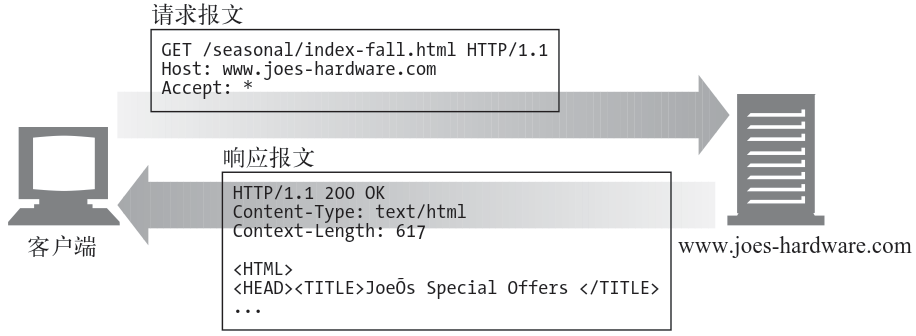 请求报文
GET /seasonal/index-fall.html HTTP/1.1
Host: www.joes-hardware.com
Accept: *
响应报文
HTTP/1.1 200 OK
Content-Type: text/html
Context-Length: 617
<HTML>
<HEAD><TITLE>JoeÕs Special Offers </TITLE>
...
客户端
www.joes-hardware.com